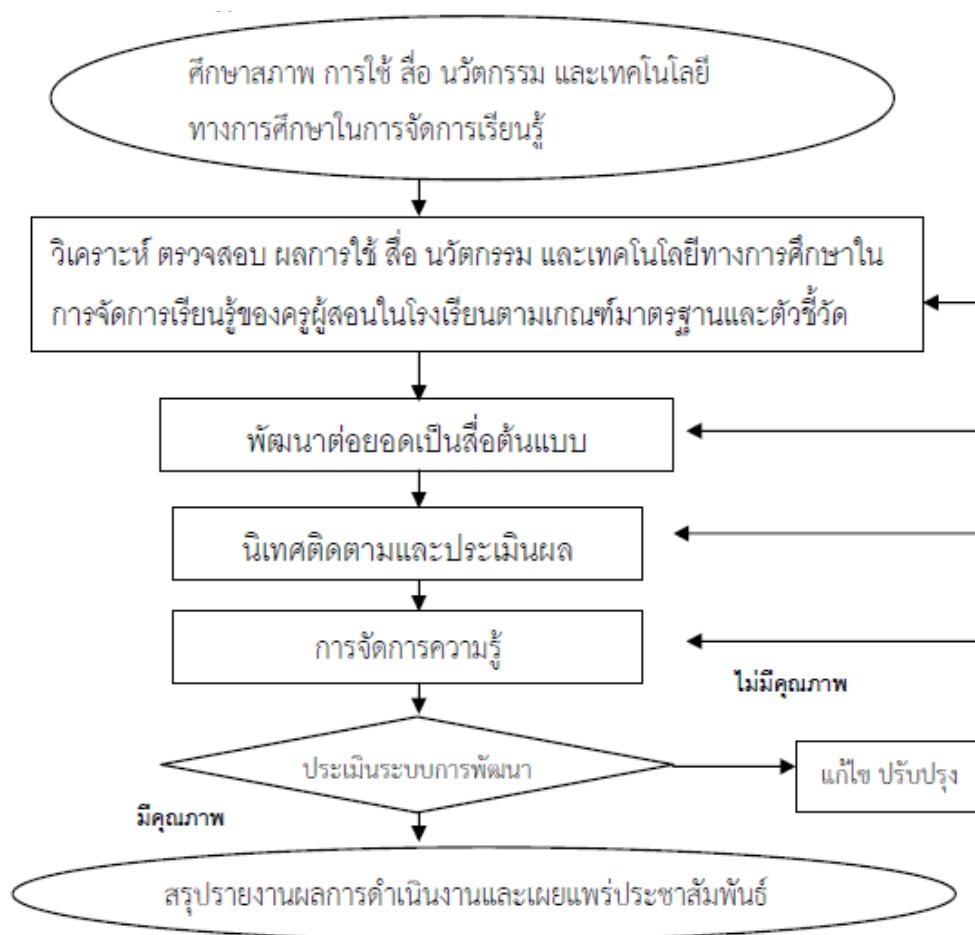 ศึกษาสภาพ การใช้ สื่อ นวัตกรรม และเทคโนโลยี
ทางการศึกษาในการจัดการเรียนรู้
วิเคราะห์ ตรวจสอบ ผลการใช้ สื่อ นวัตกรรม และเทคโนโลยีทางการศึกษาใน
การจัดการเรียนรู้ของครูผู้สอนในโรงเรียนตามเกณฑ์มาตรฐานและตัวชี้วัด
พัฒนาต่อยอดเป็นสื่อต้นแบบ
นิเทศติดตามและประเมินผล
การจัดการความรู้
ไม่มีคุณภาพ
ประเมินระบบการพัฒนา
แก้ไข ปรับปรุง
มีคุณภาพ
สรุปรายงานผลการดำเนินงานและเผยแพร่ประชาสัมพันธ์